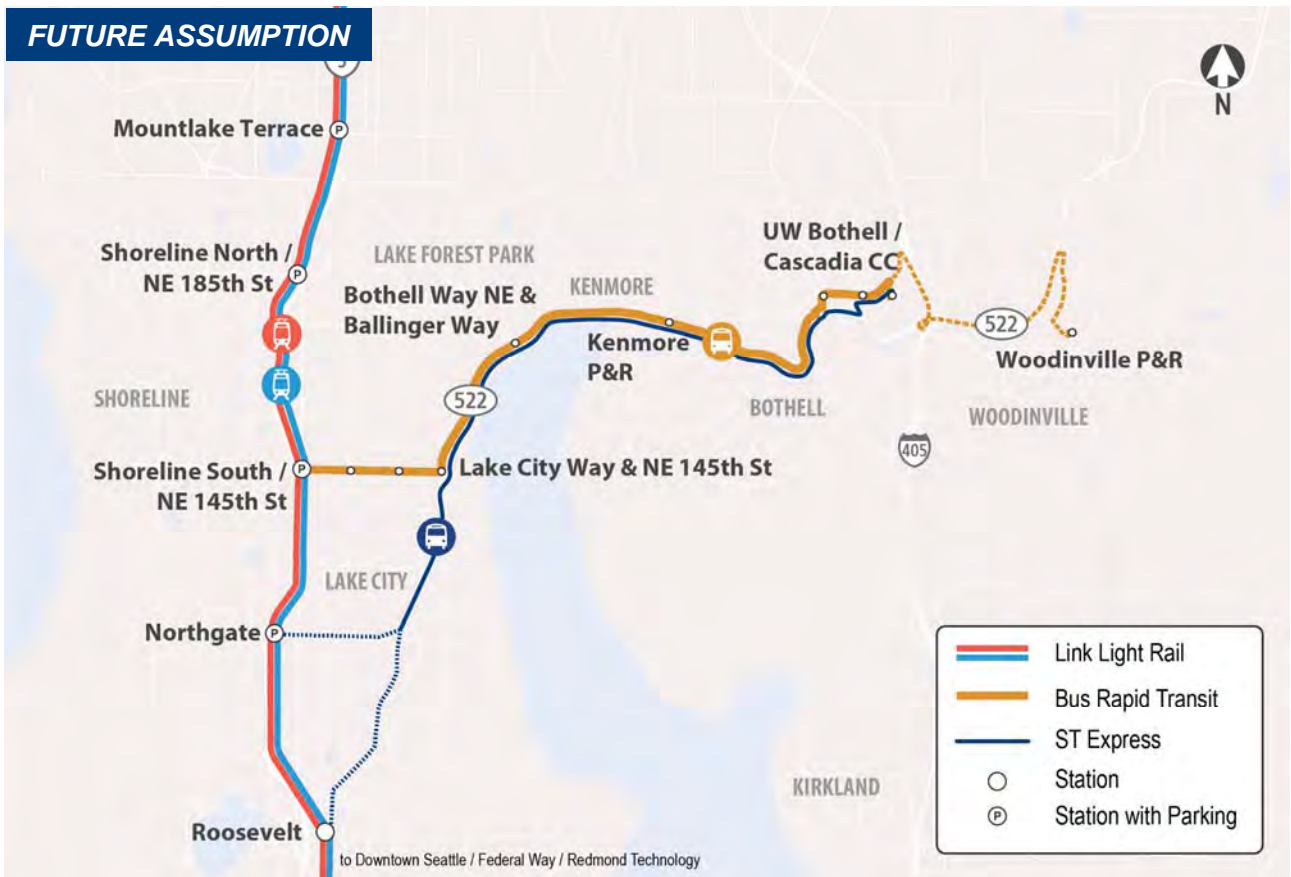 FUTURE ASSUMPTION
5
N
Mountlake Terrace
P
Shoreline North /
NE 185th St
P
LAKE FOREST PARK
Bothell Way NE &
Ballinger Way
KENMORE
UW Bothell /
Cascadia CC
Kenmore
P&R
522
Woodinville P&R
SHORELINE
522
BOTHELL
WOODINVILLE
405
Shoreline South /
NE 145th St
P
Lake City Way & NE 145th St
LAKE CITY
Northgate
P
KIRKLAND
Roosevelt
to Downtown Seattle / Federal Way / Redmond Technology
Link Light Rail
Bus Rapid Transit
ST Express
Station
P
Station with Parking